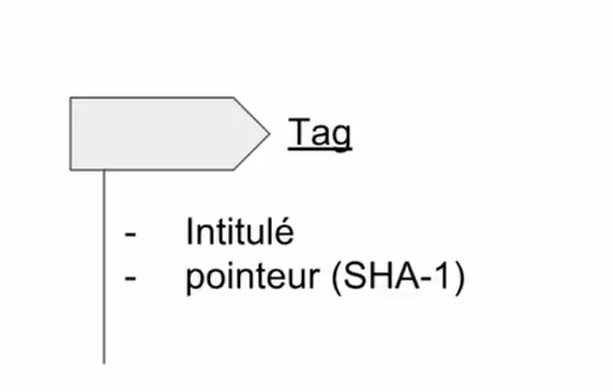 Tag
- Intitulé
- pointeur (SHA-1)